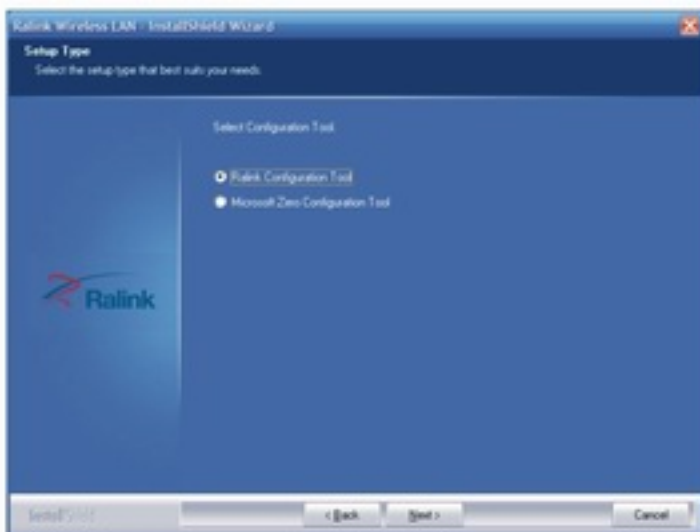 Ralink Wireless LAN - InstallShield Wizard
Setup Type
Select the setup type that best suits your needs.
Select Configuration Tool.
Ralink Configuration Tool
Microsoft Zero Configuration Tool
Ralink
InstallShield
< Back
Next >
Cancel